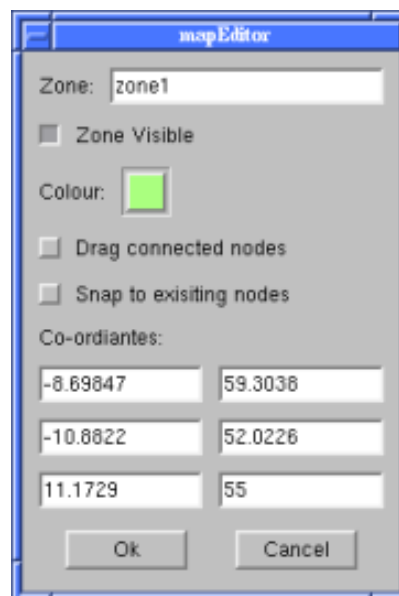 mapEditor
Zone: zone1
Zone Visible
Colour:
Drag connected nodes
Snap to exisiting nodes
Co-ordiantes:
-8.69847 59.3038
-10.8822 52.0226
11.1729 55
Ok Cancel